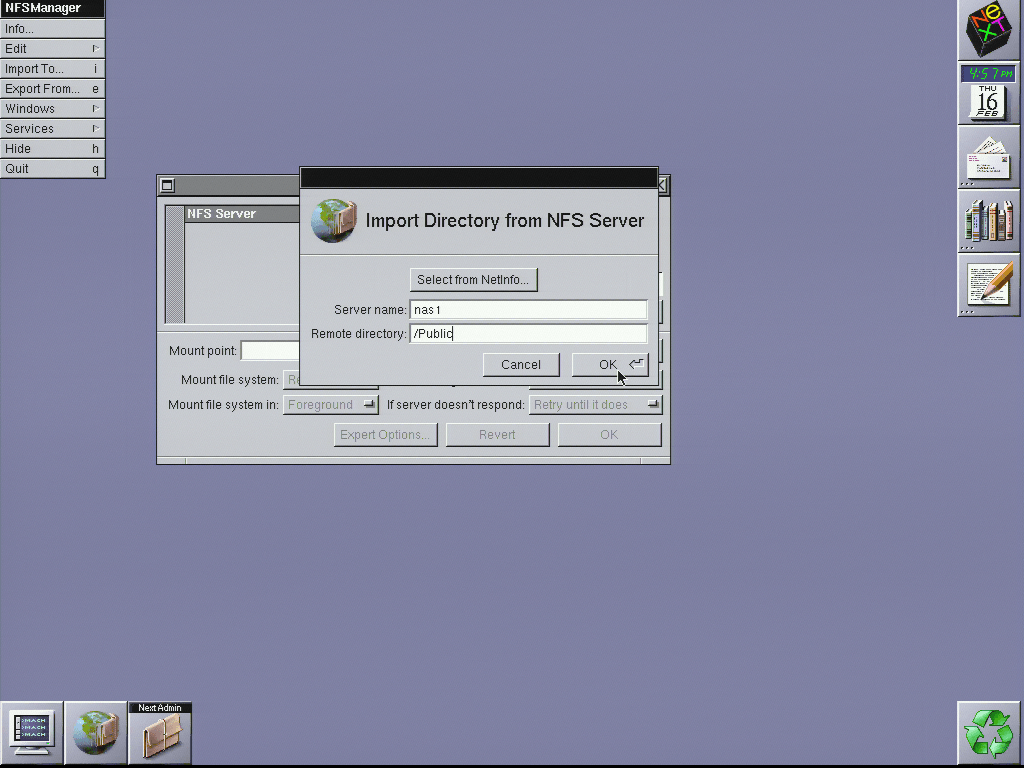 NFSManager
Info...
Edit
Import To... i
Export From... e
Windows
Services
Hide h
Quit q
NeXT
4:57 PM
THU
16
FEB
NFS Server
Import Directory from NFS Server
Select from NetInfo...
Server name: nas1
Remote directory: /Public
Cancel OK
Mount point:
Mount file system: Re
Mount file system in: Foreground If server doesn't respond: Retry until it does
Expert Options... Revert OK
MACH
MACH
MACH
Next Admin